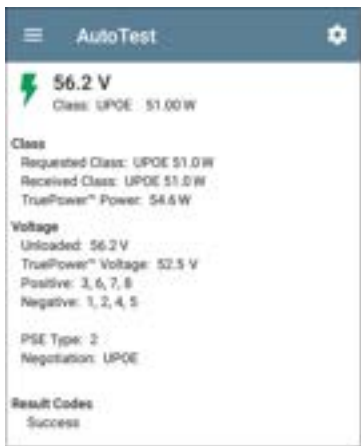 AutoTest
56.2 V
Class: UPOE 51.00 W
Class
Requested Class: UPOE 51.0 W
Received Class: UPOE 51.0 W
TruePower™ Power: 54.6 W
Voltage
Unloaded: 56.2 V
TruePower™ Voltage: 52.5 V
Positive: 3, 6, 7, 8
Negative: 1, 2, 4, 5
PSE Type: 2
Negotiation: UPOE
Result Codes
Success